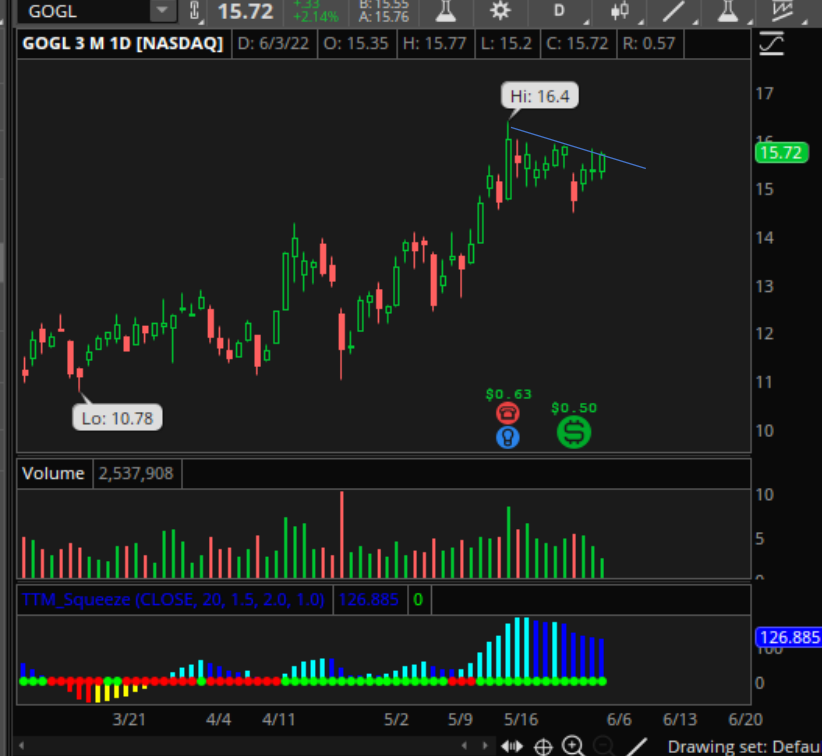 GOGL
15.72
+.33
+2.14%
B: 15.55
A: 15.76
D
GOGL 3 M 1D [NASDAQ]
D: 6/3/22
O: 15.35
H: 15.77
L: 15.2
C: 15.72
R: 0.57
Hi: 16.4
17
16
15.72
15
14
13
12
11
10
Lo: 10.78
$0.63
$0.50
Volume
2,537,908
10
5
0
TTM_Squeeze (CLOSE, 20, 1.5, 2.0, 1.0)
126.885
0
126.885
100
0
3/21
4/4
4/11
5/2
5/9
5/16
6/6
6/13
6/20
Drawing set: Defau